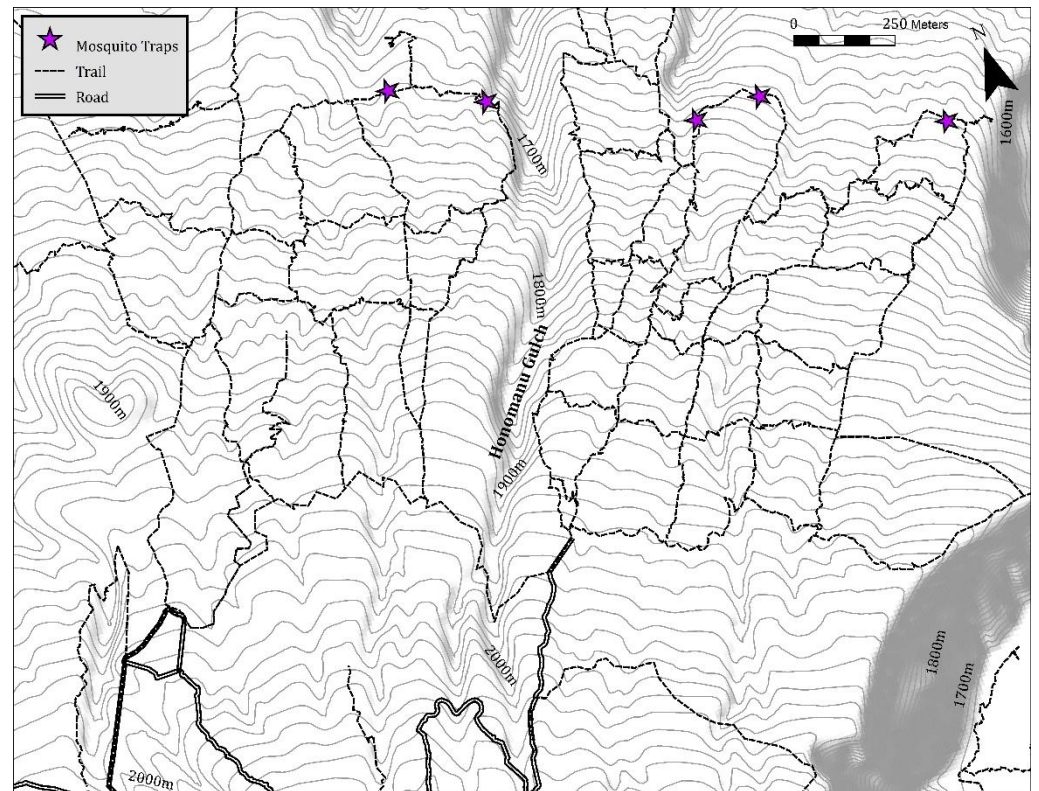 Mosquito Traps
Trail
Road
0 250 Meters
N
1600m
1700m
1800m
Honomanu Gulch
1900m
1900m
1800m
1700m
2000m
2000m